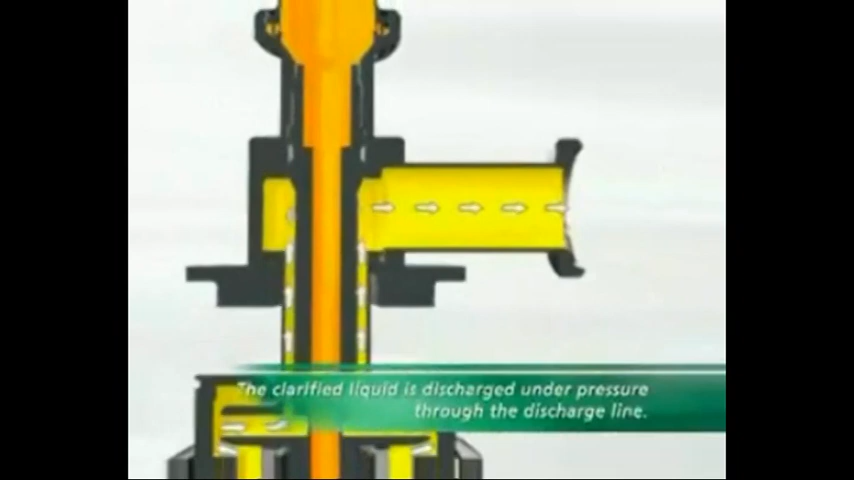 The clarified liquid is discharged under pressure
through the discharge line.